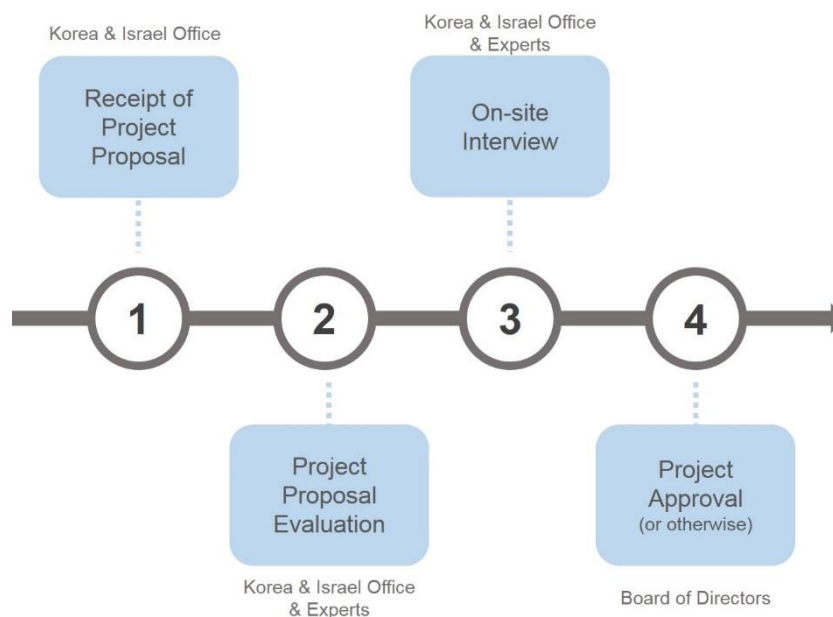 Korea & Israel Office
Receipt of
Project
Proposal
Korea & Israel Office
& Experts
On-site
Interview
1
2
3
4
Project
Proposal
Evaluation
Korea & Israel Office
& Experts
Project
Approval
(or otherwise)
Board of Directors